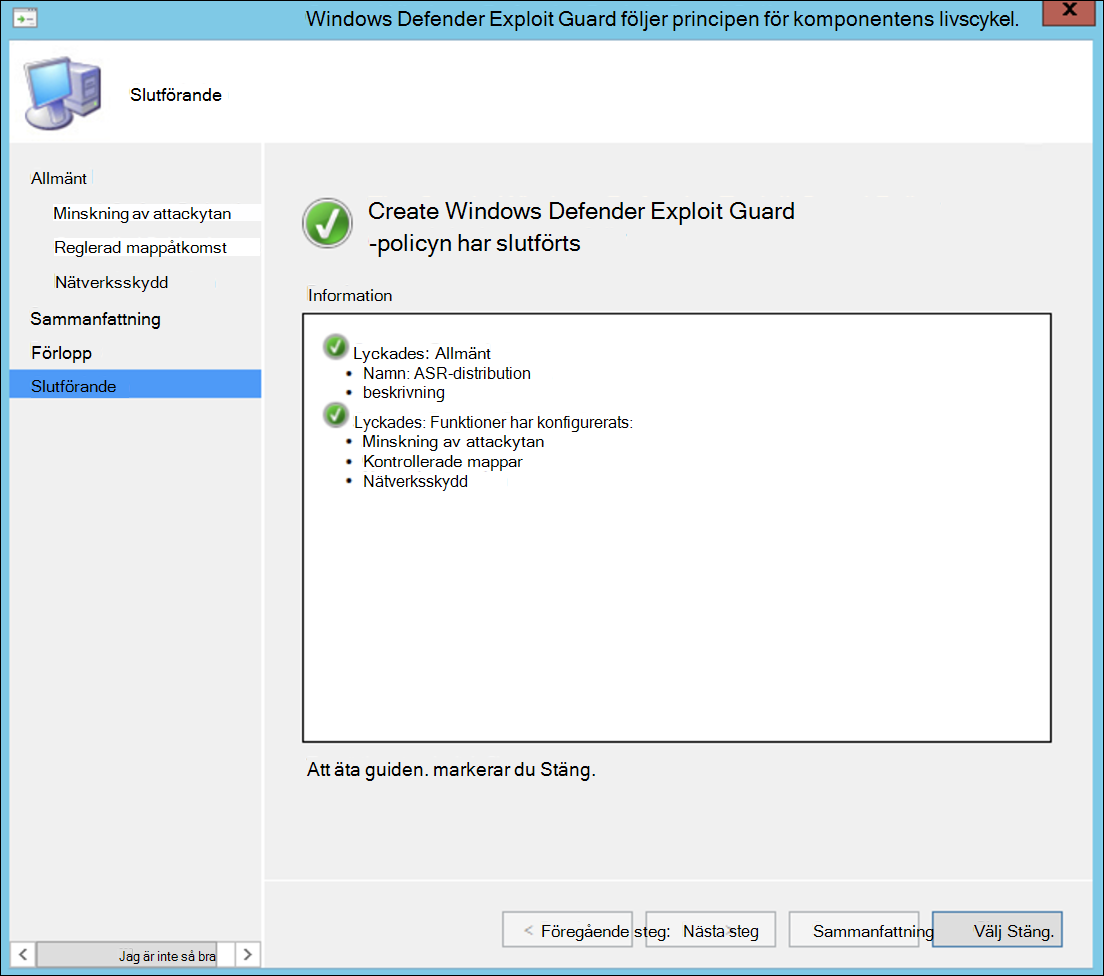 Windows Defender Exploit Guard följer principen för komponentens livscykel.
X
Slutförande
Allmänt
Minskning av attackytan
Reglerad mappåtkomst
Nätverksskydd
Sammanfattning
Förlopp
Slutförande
Create Windows Defender Exploit Guard
-policyn har slutförts
Information
Lyckades: Allmänt
• Namn: ASR-distribution
• beskrivning
Lyckades: Funktioner har konfigurerats:
• Minskning av attackytan
• Kontrollerade mappar
• Nätverksskydd
Att äta guiden. markerar du Stäng.
< Föregående steg:
Nästa steg
Sammanfattning
Välj Stäng.
Jag är inte så bra